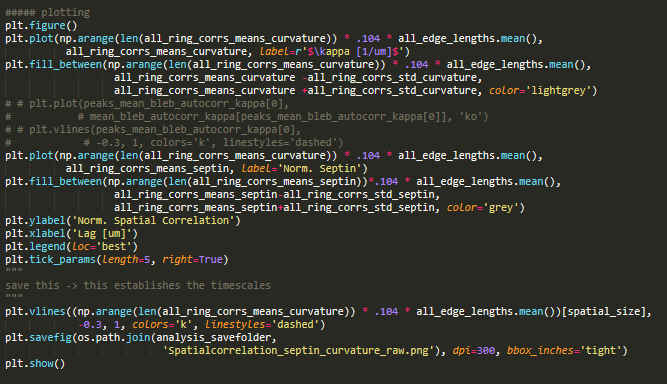 ##### plotting
plt.figure()
plt.plot(np.arange(len(all_ring_corrs_means_curvature)) * .104 * all_edge_lengths.mean(),
all_ring_corrs_means_curvature, label=r'$\kappa [1/um]$')
plt.fill_between(np.arange(len(all_ring_corrs_means_curvature)) * .104 * all_edge_lengths.mean(),
all_ring_corrs_means_curvature -all_ring_corrs_std_curvature,
all_ring_corrs_means_curvature +all_ring_corrs_std_curvature, color='lightgrey')
# # plt.plot(peaks_mean_bleb_autocorr_kappa[0],
# # mean_bleb_autocorr_kappa[peaks_mean_bleb_autocorr_kappa[0]], 'ko')
# # plt.vlines(peaks_mean_bleb_autocorr_kappa[0],
# # -0.3, 1, colors='k', linestyles='dashed')
plt.plot(np.arange(len(all_ring_corrs_means_curvature)) * .104 * all_edge_lengths.mean(),
all_ring_corrs_means_septin, label='Norm. Septin')
plt.fill_between(np.arange(len(all_ring_corrs_means_septin))*.104 * all_edge_lengths.mean(),
all_ring_corrs_means_septin-all_ring_corrs_std_septin,
all_ring_corrs_means_septin+all_ring_corrs_std_septin, color='grey')
plt.ylabel('Norm. Spatial Correlation')
plt.xlabel('Lag [um]')
plt.legend(loc='best')
plt.tick_params(length=5, right=True)
"""
save this -> this establishes the timescales
"""
plt.vlines((np.arange(len(all_ring_corrs_means_curvature)) * .104 * all_edge_lengths.mean())[spatial_size],
-0.3, 1, colors='k', linestyles='dashed')
plt.savefig(os.path.join(analysis_savefolder,
'Spatialcorrelation_septin_curvature_raw.png'), dpi=300, bbox_inches='tight')
plt.show()